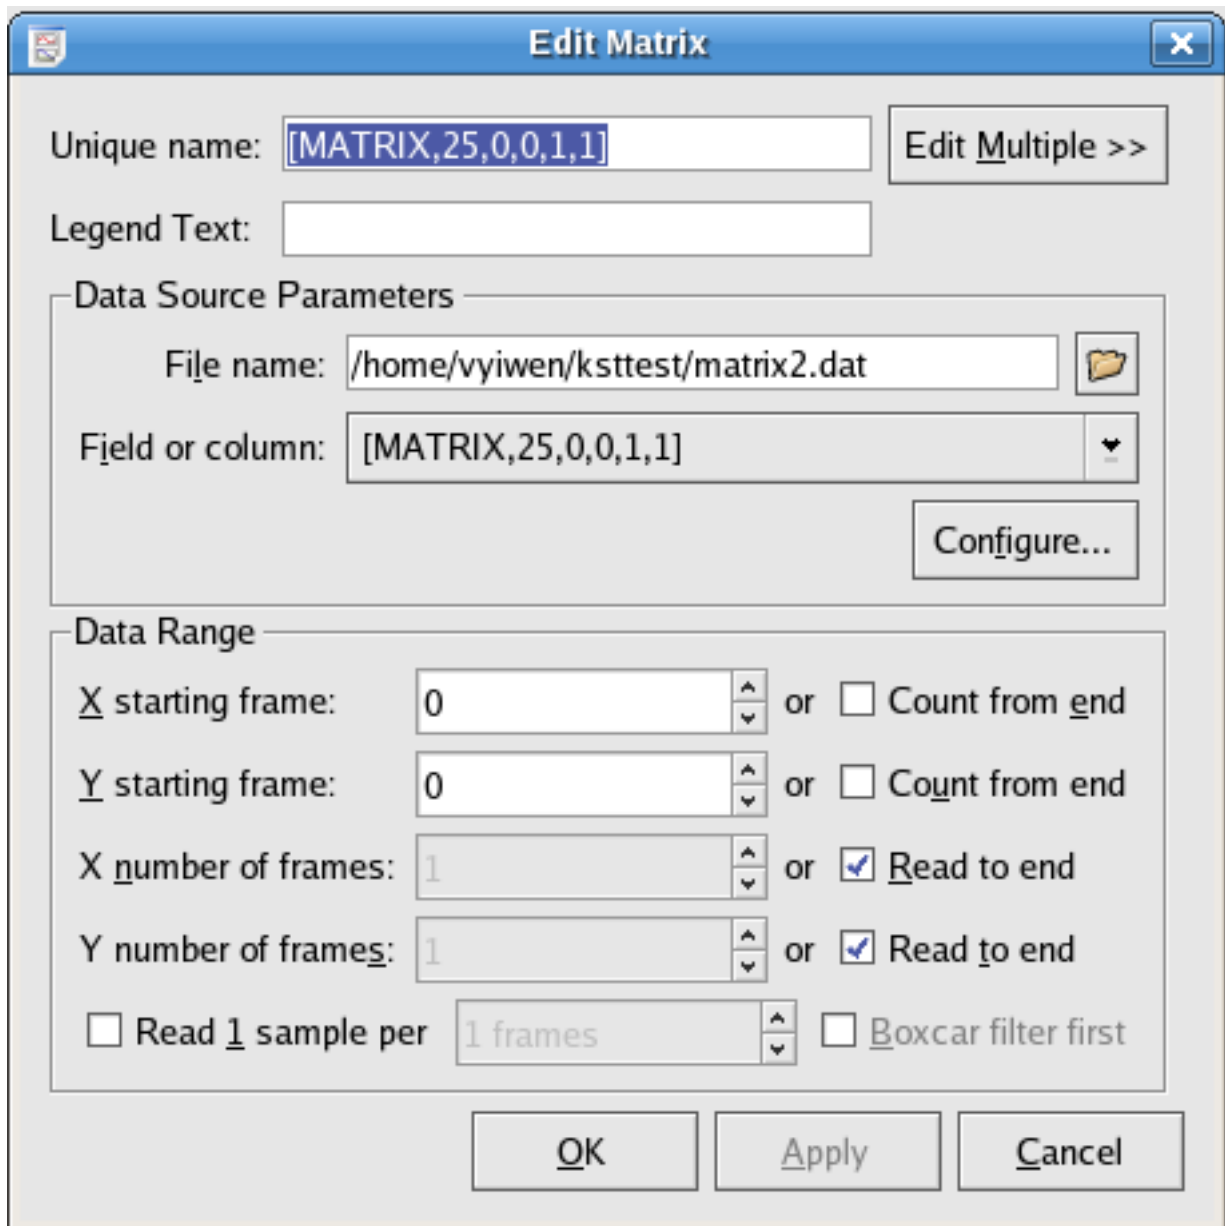 Edit Matrix
Unique name: [MATRIX,25,0,0,1,1] Edit Multiple >>
Legend Text:
Data Source Parameters
File name: /home/vyiwen/ksttest/matrix2.dat
Field or column: [MATRIX,25,0,0,1,1]
Configure...
Data Range
X starting frame: 0 or Count from end
Y starting frame: 0 or Count from end
X number of frames: 1 or Read to end
Y number of frames: 1 or Read to end
Read 1 sample per 1 frames Boxcar filter first
OK Apply Cancel